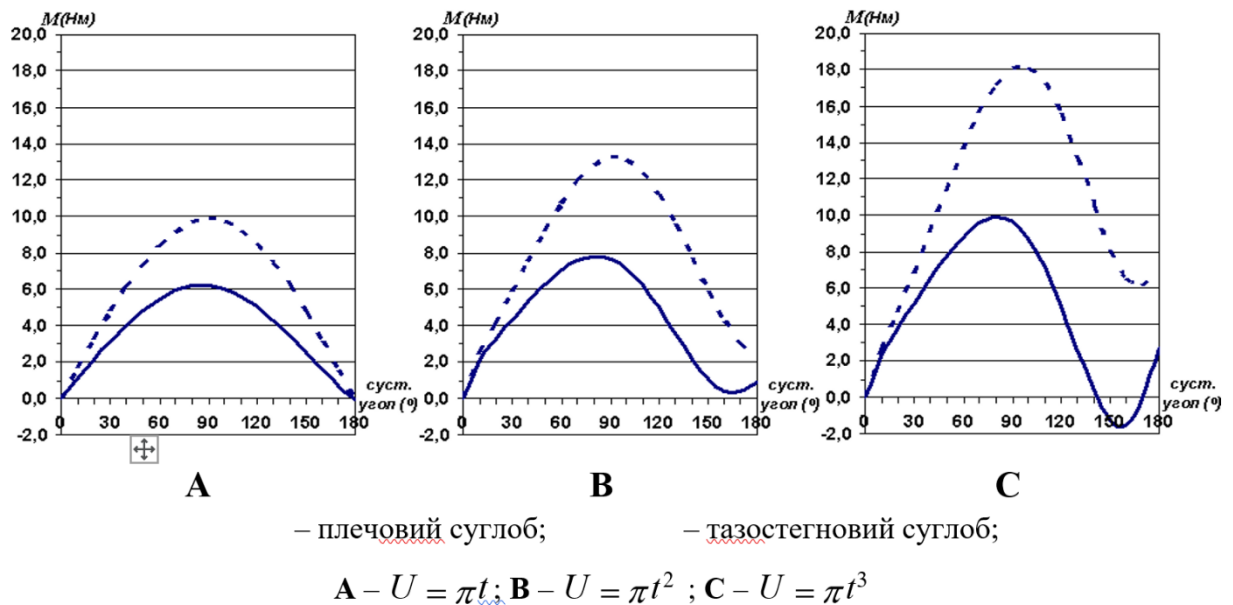 М(Нм)
20,0
18,0
16,0
14,0
12,0
10,0
8,0
6,0
4,0
2,0
0,0
-2,0
0 30 60 90 120 150 180
суст.
угол (º)
М(Нм)
20,0
18,0
16,0
14,0
12,0
10,0
8,0
6,0
4,0
2,0
0,0
-2,0
0 30 60 90 120 150 180
суст.
угол (º)
М(Нм)
20,0
18,0
16,0
14,0
12,0
10,0
8,0
6,0
4,0
2,0
0,0
-2,0
0 30 60 90 120 150 180
суст.
угол (º)
A B C
– плечовий суглоб; – тазостегновий суглоб;
A – U = πt; B – U = πt² ; C – U = πt³